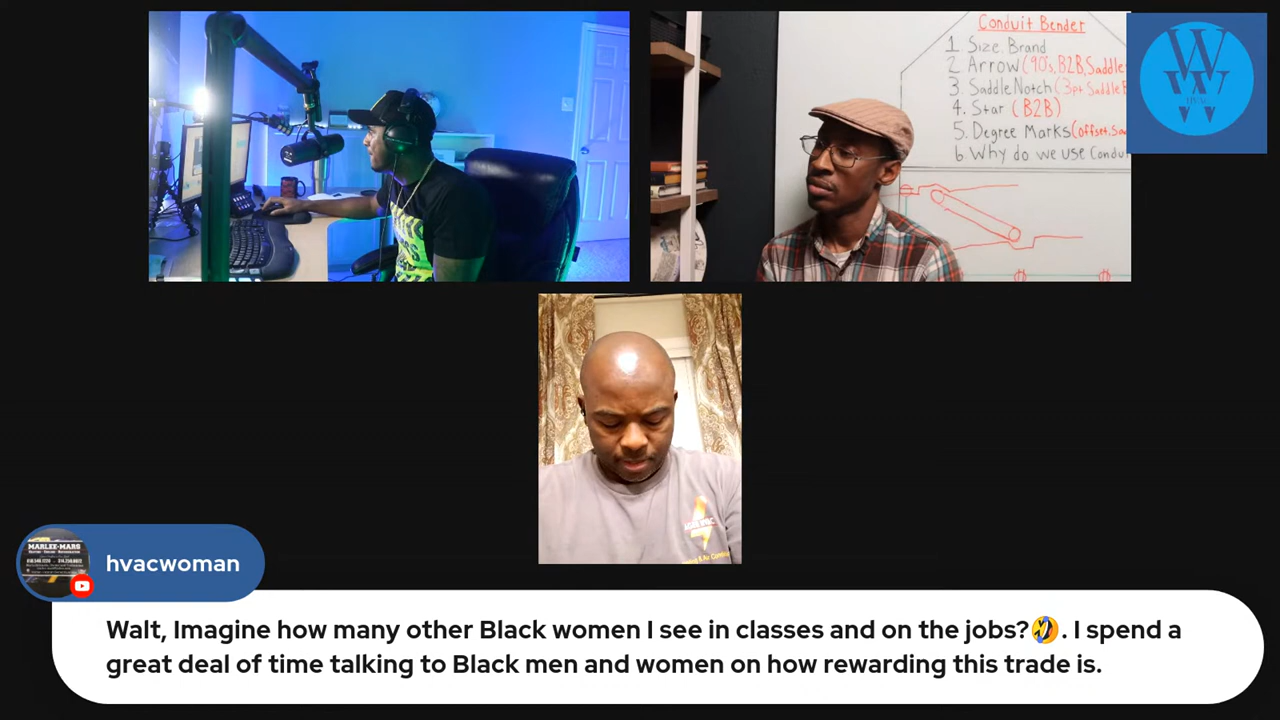 Conduit Bender
1. Size, Brand
2. Arrow (90's, B2B, Saddle
3. Saddle Notch (3pt. Saddle B
4. Star (B2B)
5. Degree Marks (offset, Sa
6. Why do we use Condu
W
W W
HVAC
MARLEE-MARS
hvacwoman
Walt, Imagine how many other Black women I see in classes and on the jobs?🤣. I spend a
great deal of time talking to Black men and women on how rewarding this trade is.